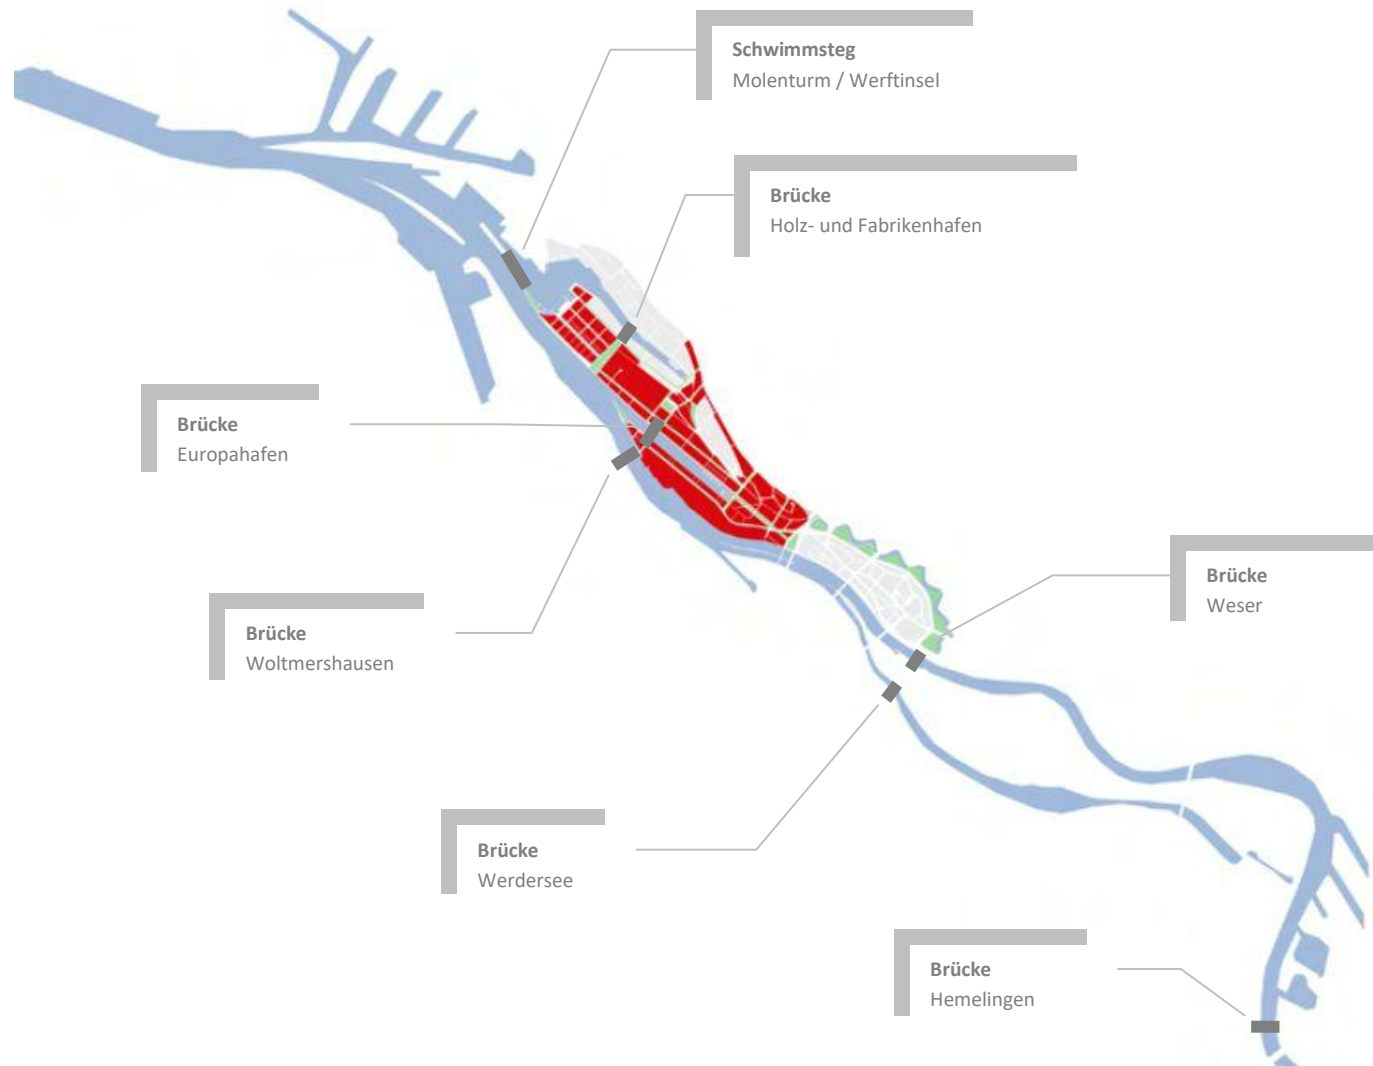 Schwimmsteg
Molenturm / Werftinsel
Brücke
Holz- und Fabrikenhafen
Brücke
Europahafen
Brücke
Weser
Brücke
Woltmershausen
Brücke
Werdersee
Brücke
Hemelingen